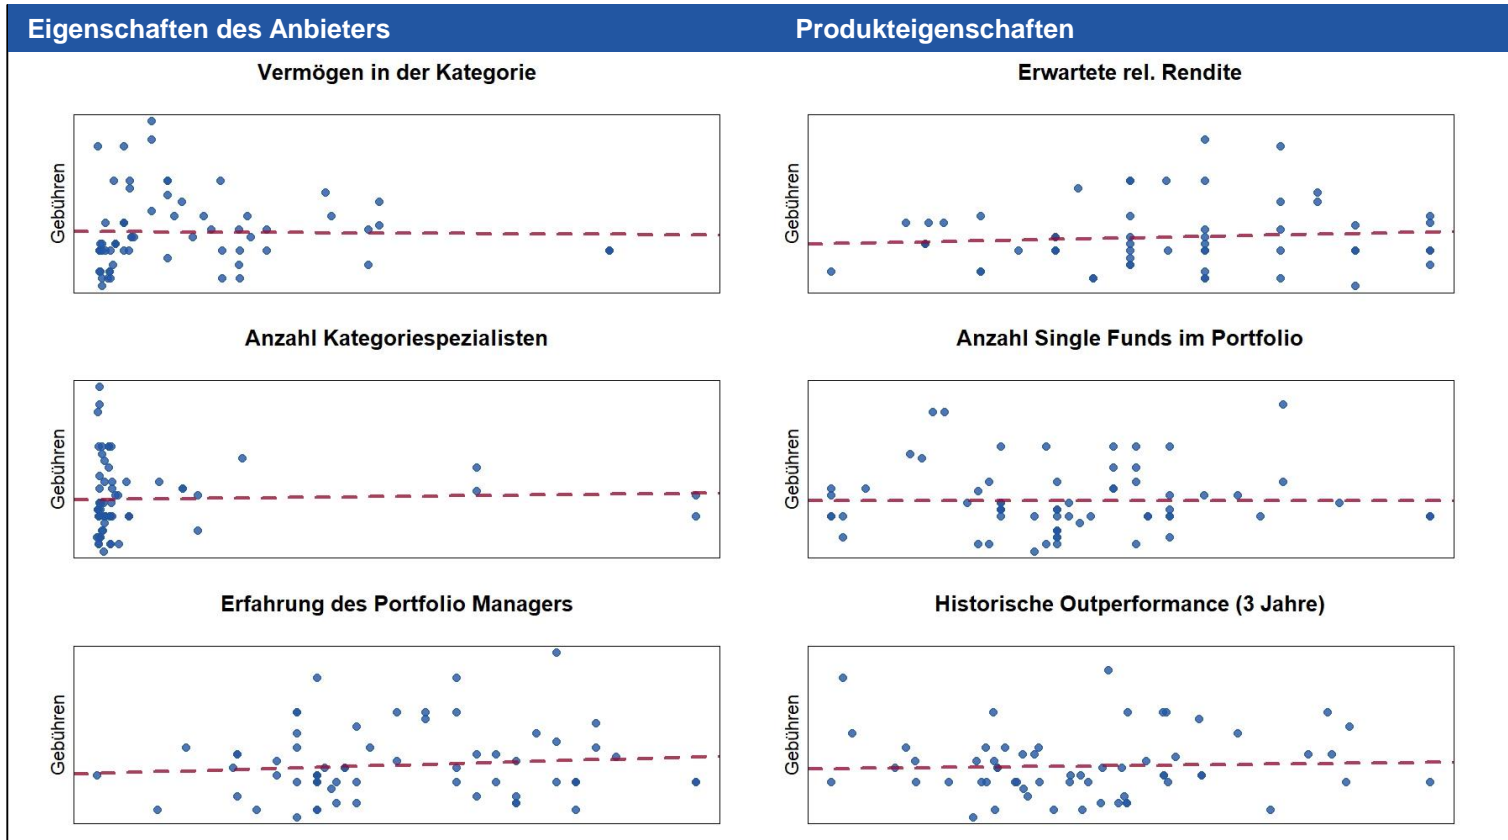 Eigenschaften des Anbieters
Produkteigenschaften
Vermögen in der Kategorie
Erwartete rel. Rendite
Gebühren
Gebühren
Anzahl Kategoriespezialisten
Anzahl Single Funds im Portfolio
Gebühren
Gebühren
Erfahrung des Portfolio Managers
Historische Outperformance (3 Jahre)
Gebühren
Gebühren